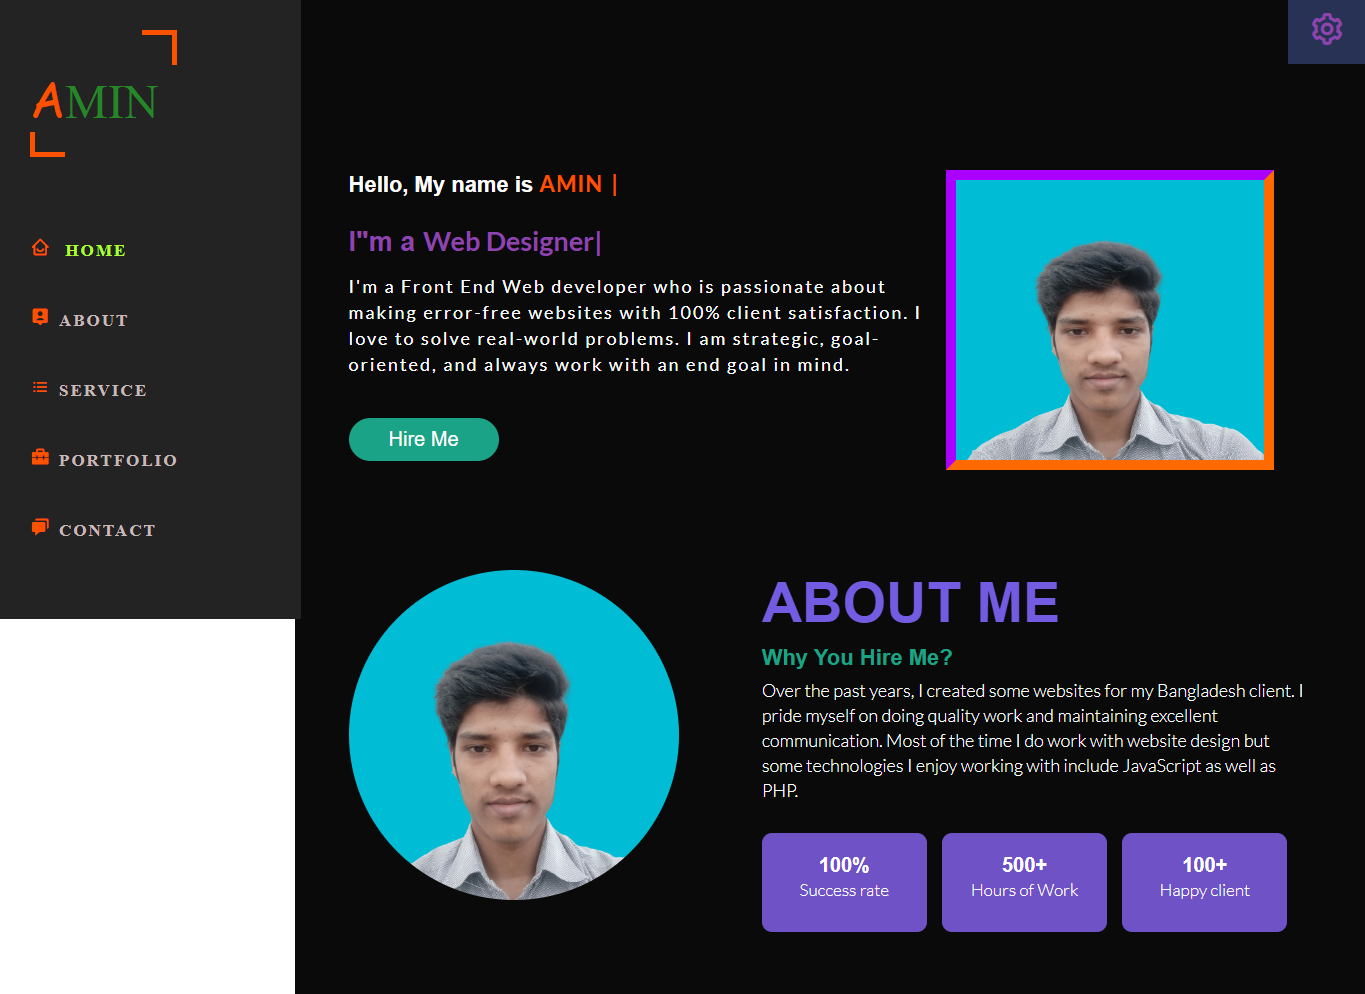 AMIN
HOME
ABOUT
SERVICE
PORTFOLIO
CONTACT
Hello, My name is AMIN |
I"m a Web Designer|
I'm a Front End Web developer who is passionate about
making error-free websites with 100% client satisfaction. I
love to solve real-world problems. I am strategic, goal-
oriented, and always work with an end goal in mind.
Hire Me
ABOUT ME
Why You Hire Me?
Over the past years, I created some websites for my Bangladesh client. I
pride myself on doing quality work and maintaining excellent
communication. Most of the time I do work with website design but
some technologies I enjoy working with include JavaScript as well as
PHP.
100%
Success rate
500+
Hours of Work
100+
Happy client